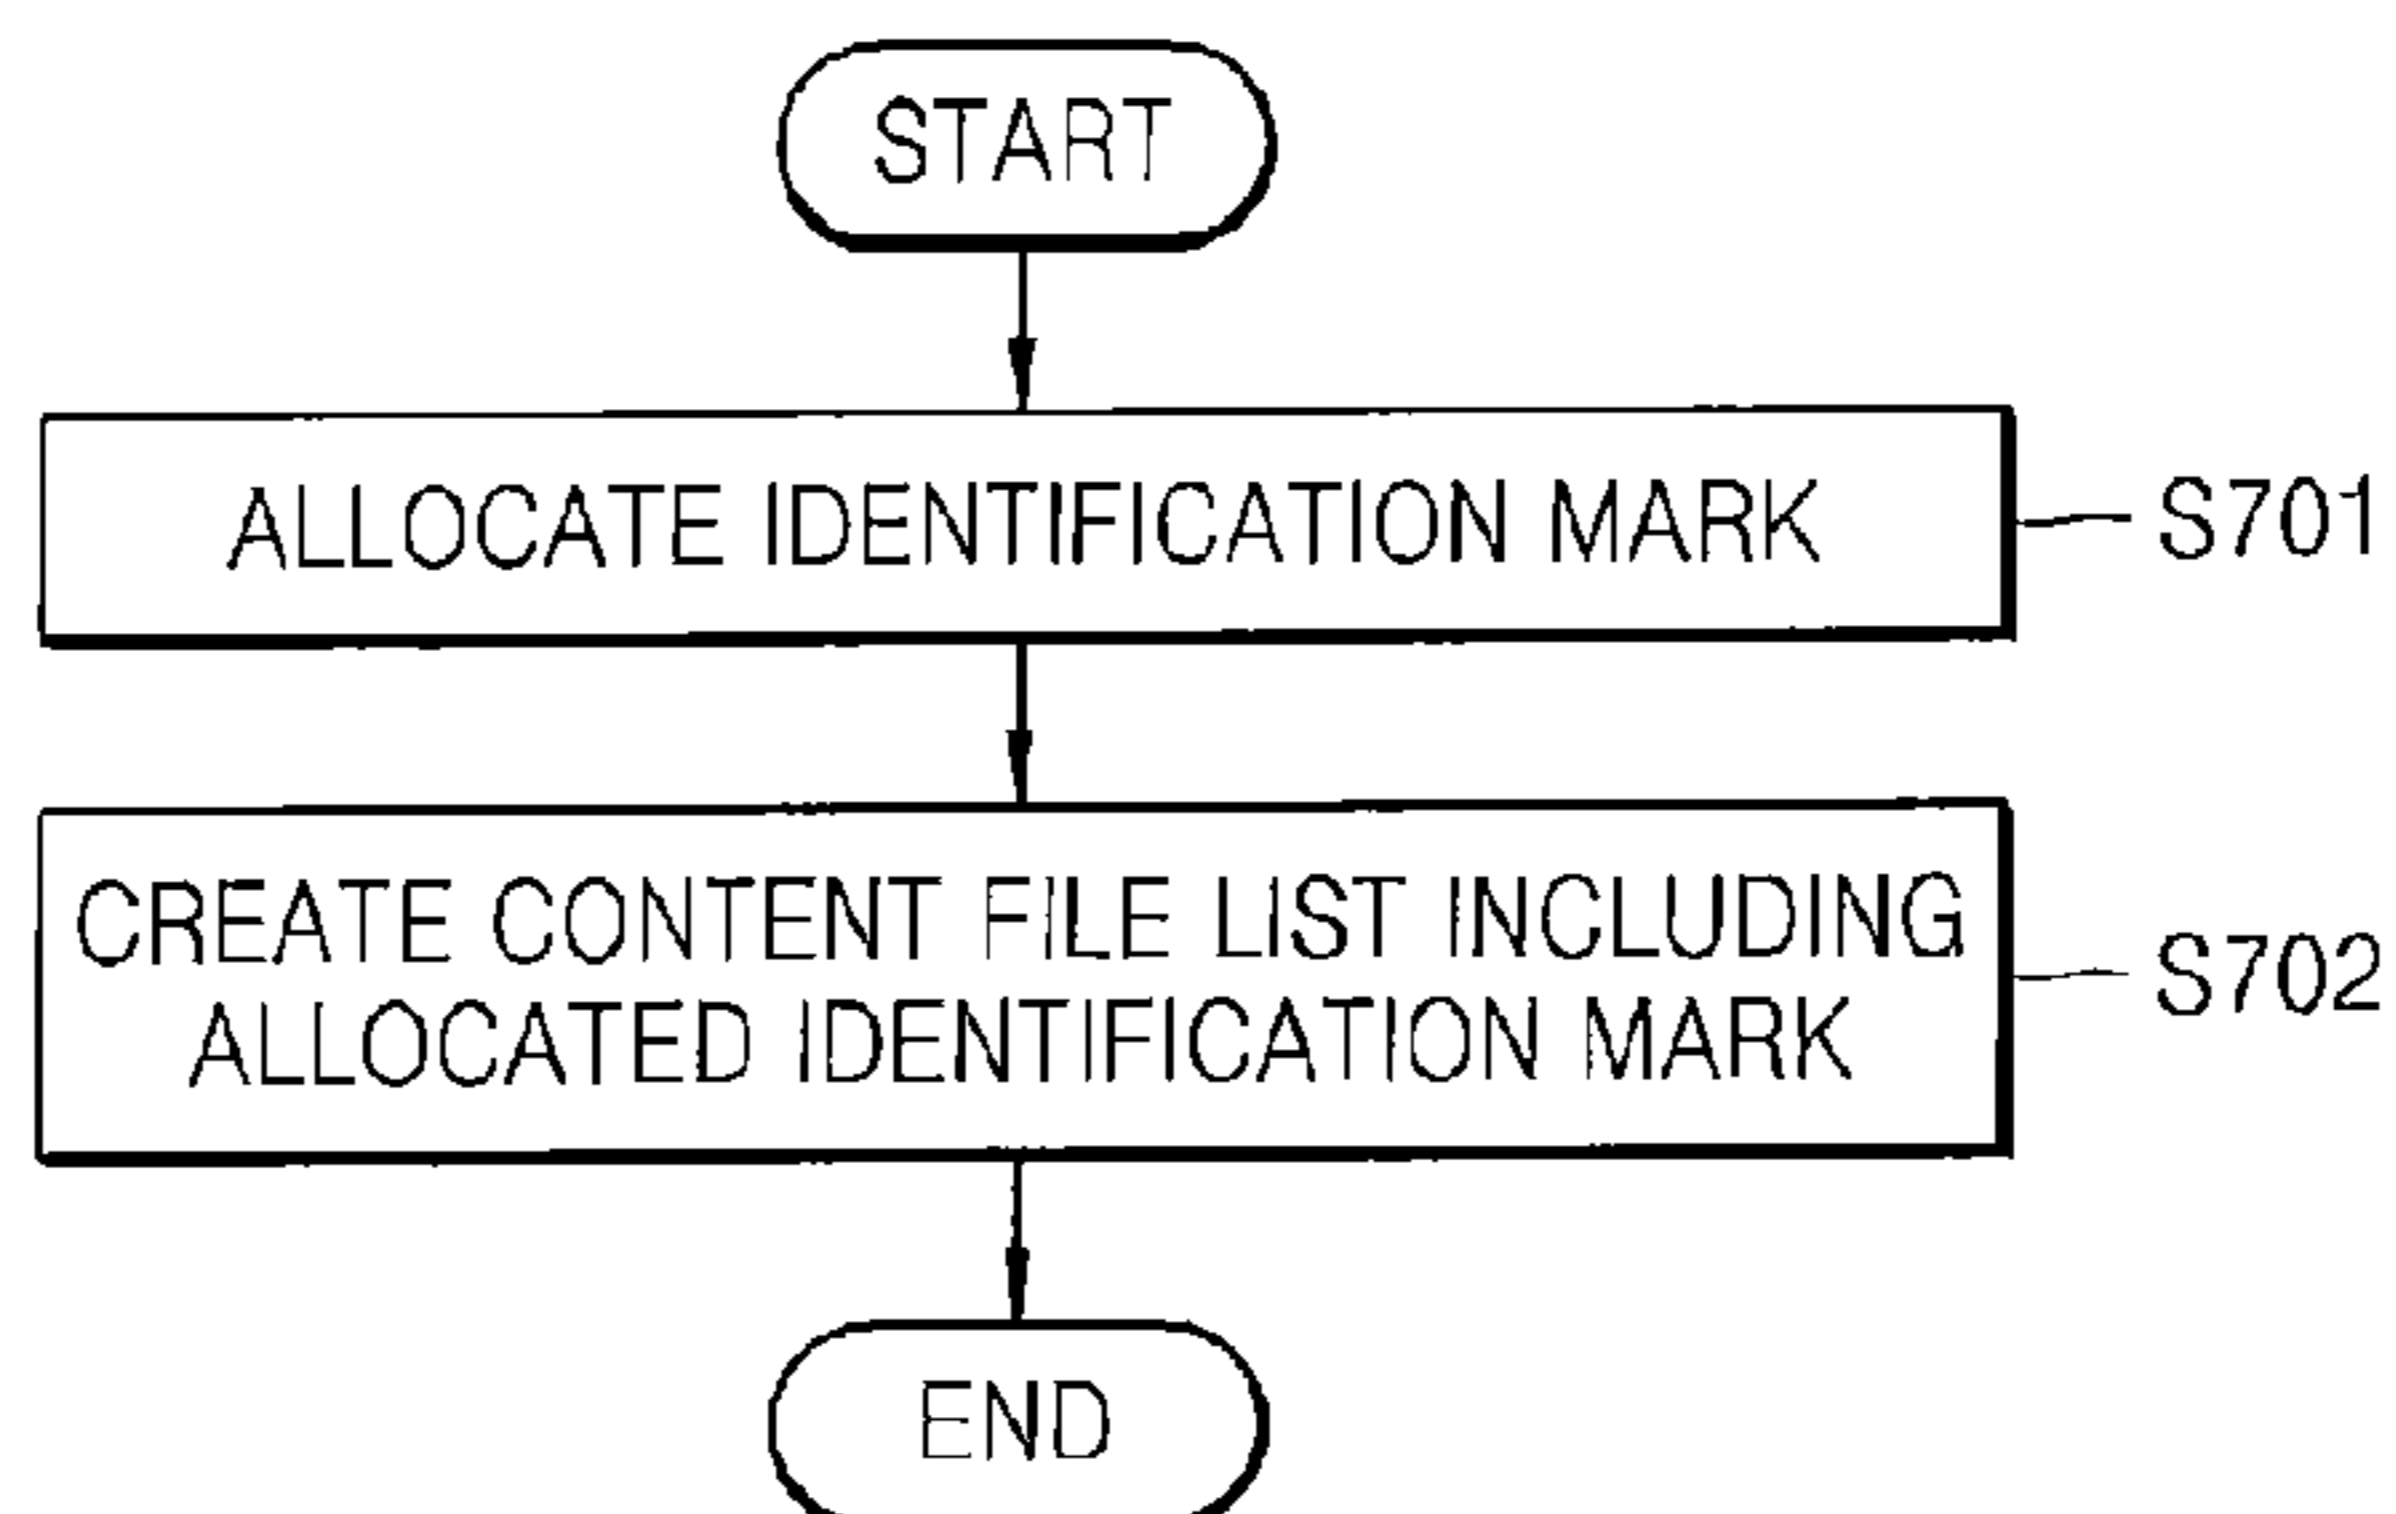 START
ALLOCATE IDENTIFICATION MARK
S701
CREATE CONTENT FILE LIST INCLUDING
ALLOCATED IDENTIFICATION MARK
S702
END